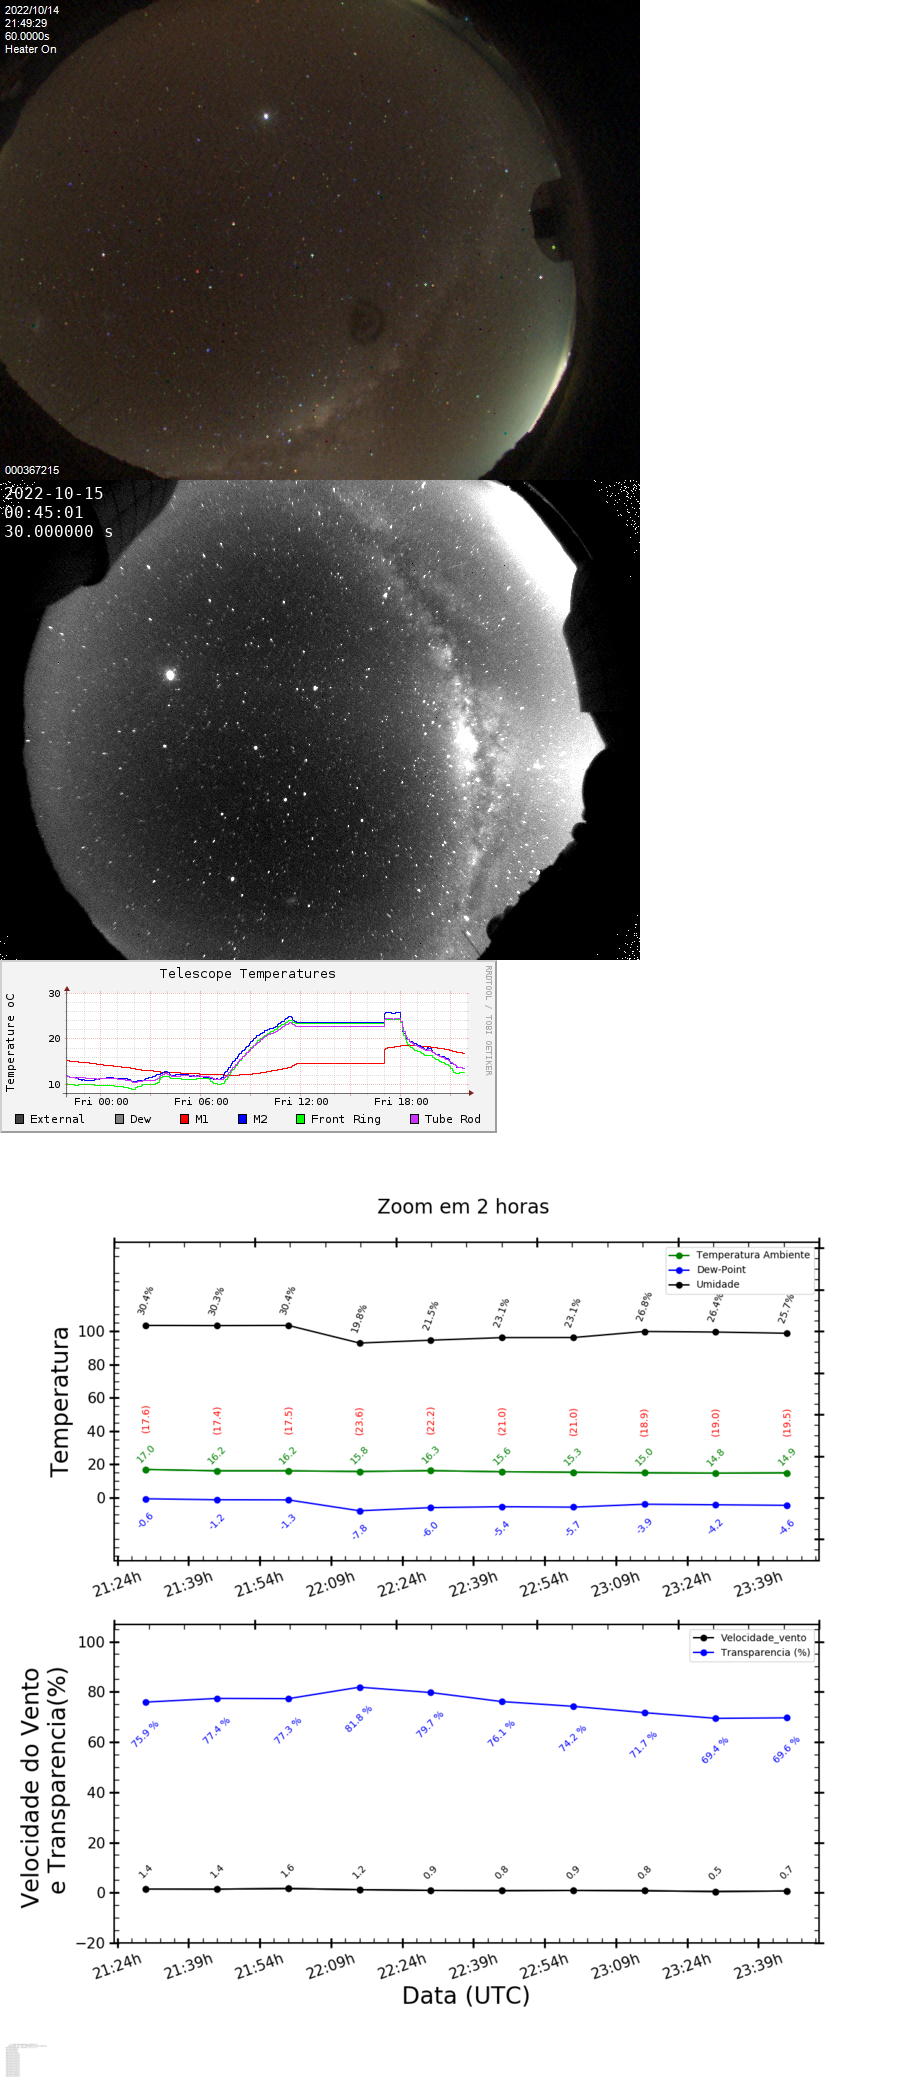 2022/10/14
21:49:29
60.0000s
Heater On
000367215
2022-10-15
00:45:01
30.000000 s
Telescope Temperatures
RRDTOOL / TOBI OETIKER
Temperature oC
30
20
10
Fri 00:00 Fri 06:00 Fri 12:00 Fri 18:00
External Dew M1 M2 Front Ring Tube Rod
Zoom em 2 horas
Temperatura Ambiente
Dew-Point
Umidade
Temperatura
100
80
60
40
20
0
30.4% 30.3% 30.4% 19.8% 21.5% 23.1% 23.1% 26.8% 26.4% 25.7%
(17.6) (17.4) (17.5) (23.6) (22.2) (21.0) (21.0) (18.9) (19.0) (19.5)
17.0 16.2 16.2 15.8 16.3 15.6 15.3 15.0 14.8 14.9
-0.6 -1.2 -1.3 -7.8 -6.0 -5.4 -5.7 -3.9 -4.2 -4.6
21:24h 21:39h 21:54h 22:09h 22:24h 22:39h 22:54h 23:09h 23:24h 23:39h
Velocidade_vento
Transparencia (%)
Velocidade do Vento
e Transparencia(%)
100
80
60
40
20
0
−20
75.9 % 77.4 % 77.3 % 81.8 % 79.7 % 76.1 % 74.2 % 71.7 % 69.4 % 69.6 %
1.4 1.4 1.6 1.2 0.9 0.8 0.9 0.8 0.5 0.7
21:24h 21:39h 21:54h 22:09h 22:24h 22:39h 22:54h 23:09h 23:24h 23:39h
Data (UTC)